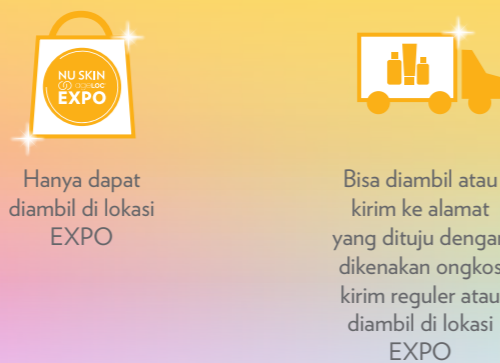 NU SKIN
ageLOC
EXPO
Hanya dapat
diambil di lokasi
EXPO
Bisa diambil atau
kirim ke alamat
yang dituju dengan
dikenakan ongkos
kirim reguler atau
diambil di lokasi
EXPO